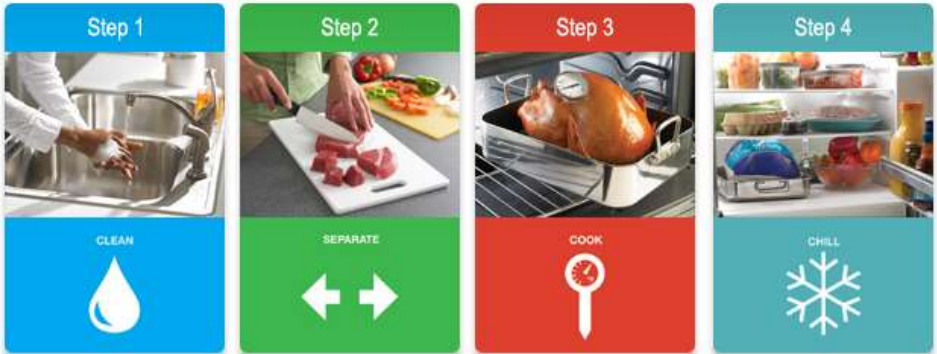 Step 1
Step 2
Step 3
Step 4
CLEAN
SEPARATE
COOK
CHILL